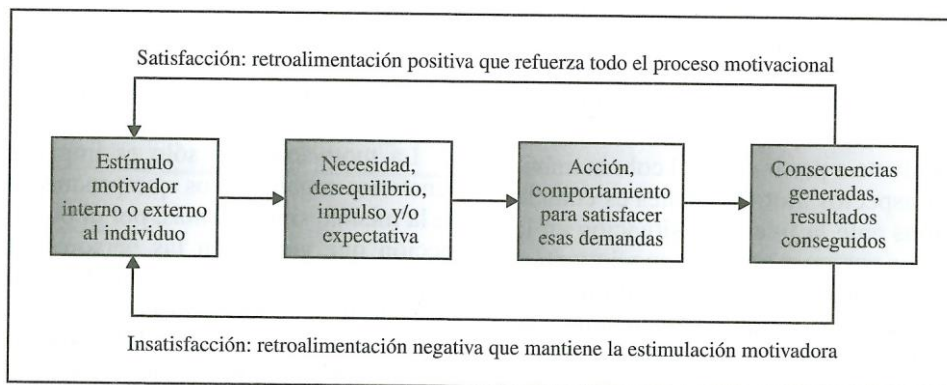 Satisfacción: retroalimentación positiva que refuerza todo el proceso motivacional
Estímulo
motivador
interno o externo
al individuo
Necesidad,
desequilibrio,
impulso y/o
expectativa
Acción,
comportamiento
para satisfacer
esas demandas
Consecuencias
generadas,
resultados
conseguidos
Insatisfacción: retroalimentación negativa que mantiene la estimulación motivadora